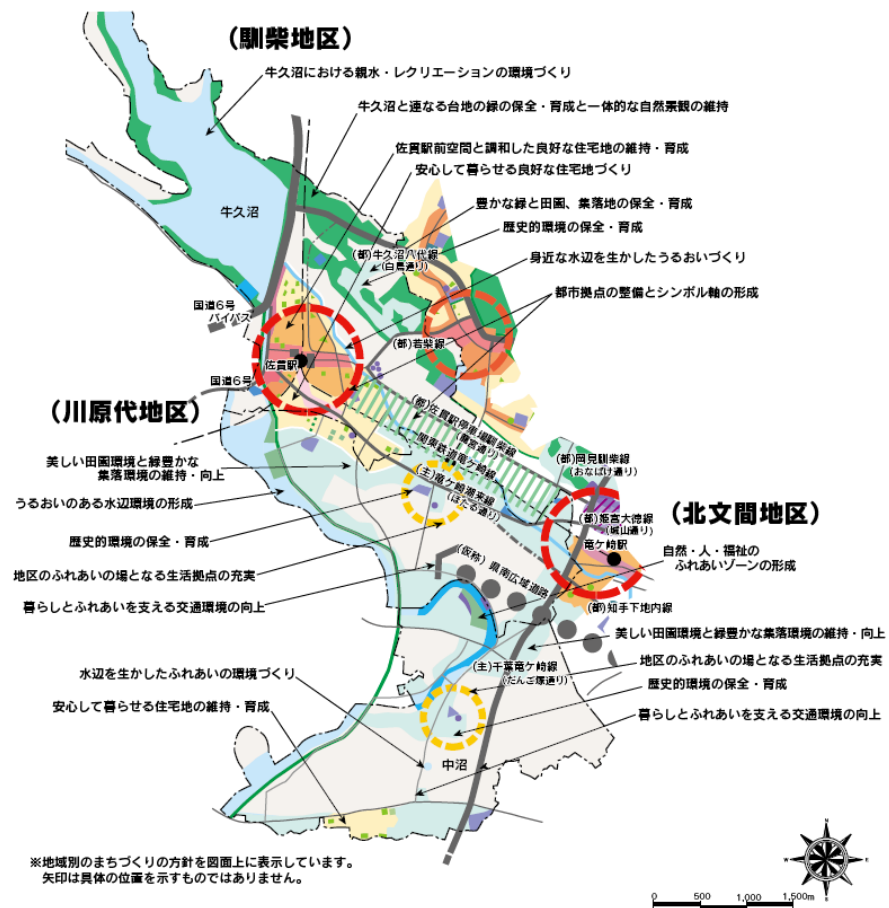 (馴柴地区)
牛久沼における親水・レクリエーションの環境づくり
牛久沼と連なる台地の緑の保全・育成と一体的な自然景観の維持
佐貫駅前空間と調和した良好な住宅地の維持・育成
安心して暮らせる良好な住宅地づくり
牛久沼
豊かな緑と田園、集落地の保全・育成
歴史的環境の保全・育成
(都)牛久沼八代線
(白鳥通り)
身近な水辺を生かしたうるおいづくり
都市拠点の整備とシンボル軸の形成
国道6号
バイパス
(都)若柴線
佐貫駅
国道6号
(川原代地区)
(都)佐貫駅停車場馴柴線
関東鉄道竜ケ崎線
(都)岡見馴柴線
(おなばけ通り)
美しい田園環境と緑豊かな
集落環境の維持・向上
(主)竜ケ崎潮来線
(ほたる通り)
うるおいのある水辺環境の形成
(都)姫宮大徳線
(城山通り)
(北文間地区)
竜ケ崎駅
歴史的環境の保全・育成
自然・人・福祉の
ふれあいゾーンの形成
(仮称)県南広域道路
地区のふれあいの場となる生活拠点の充実
暮らしとふれあいを支える交通環境の向上
(都)知手下地内線
美しい田園環境と緑豊かな集落環境の維持・向上
(主)千葉竜ケ崎線
(だんご塚通り)
地区のふれあいの場となる生活拠点の充実
水辺を生かしたふれあいの環境づくり
歴史的環境の保全・育成
安心して暮らせる住宅地の維持・育成
暮らしとふれあいを支える交通環境の向上
中沼
※地域別のまちづくりの方針を図面上に表示しています。
矢印は具体の位置を示すものではありません。
N
W
E
S
0 500 1,000 1,500m